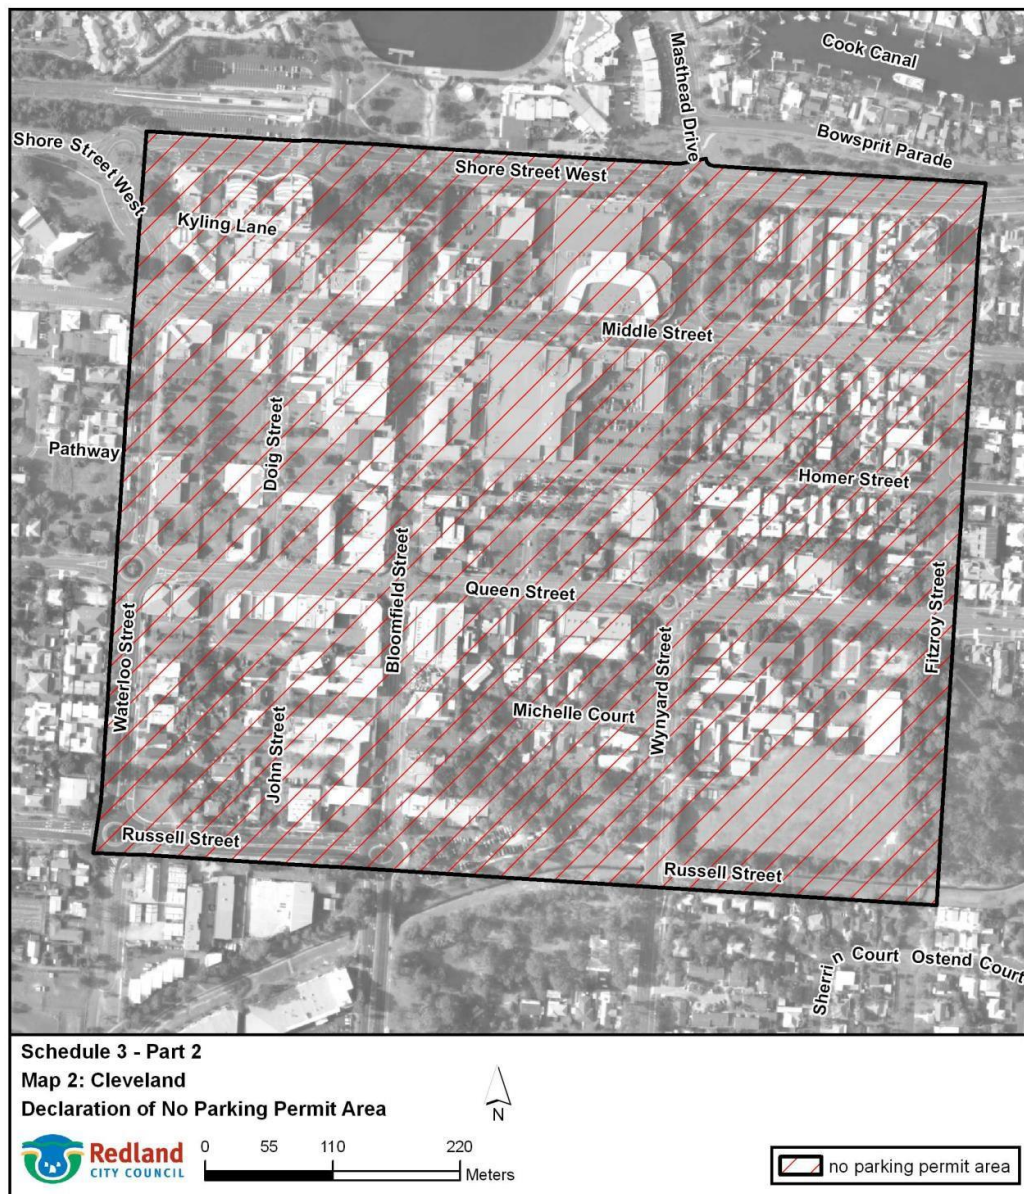 Masthead Drive
Cook Canal
Bowsprit Parade
Shore Street West
Shore Street West
Kyling Lane
Middle Street
Doig Street
Pathway
Homer Street
Bloomfield Street
Queen Street
Fitzroy Street
Waterloo Street
Wynyard Street
Michelle Court
John Street
Russell Street
Russell Street
Sherrin Court
Ostend Court
Schedule 3 - Part 2
Map 2: Cleveland
Declaration of No Parking Permit Area
N
Redland
CITY COUNCIL
0 55 110 220
Meters
no parking permit area